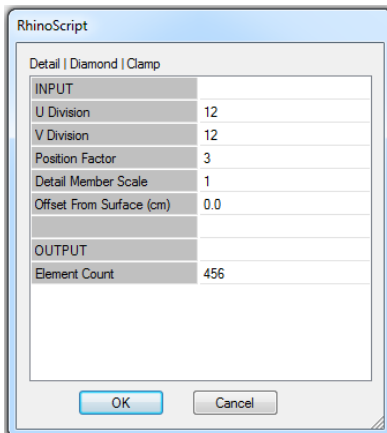 RhinoScript
Detail | Diamond | Clamp
INPUT
U Division 12
V Division 12
Position Factor 3
Detail Member Scale 1
Offset From Surface (cm) 0.0
OUTPUT
Element Count 456
OK Cancel